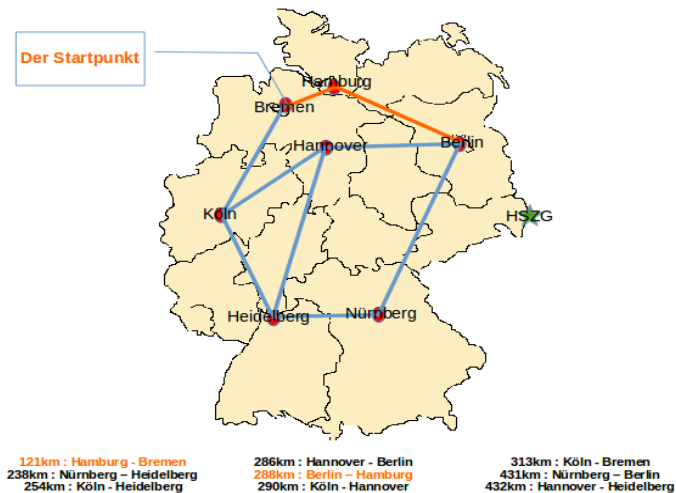 Der Startpunkt
Hamburg
Bremen
Hannover
Berlin
Köln
HSZG
Heidelberg
Nürnberg
121km : Hamburg - Bremen
286km : Hannover - Berlin
313km : Köln - Bremen
238km : Nürnberg – Heidelberg
288km : Berlin – Hamburg
431km : Nürnberg – Berlin
254km : Köln - Heidelberg
290km : Köln - Hannover
432km : Hannover - Heidelberg